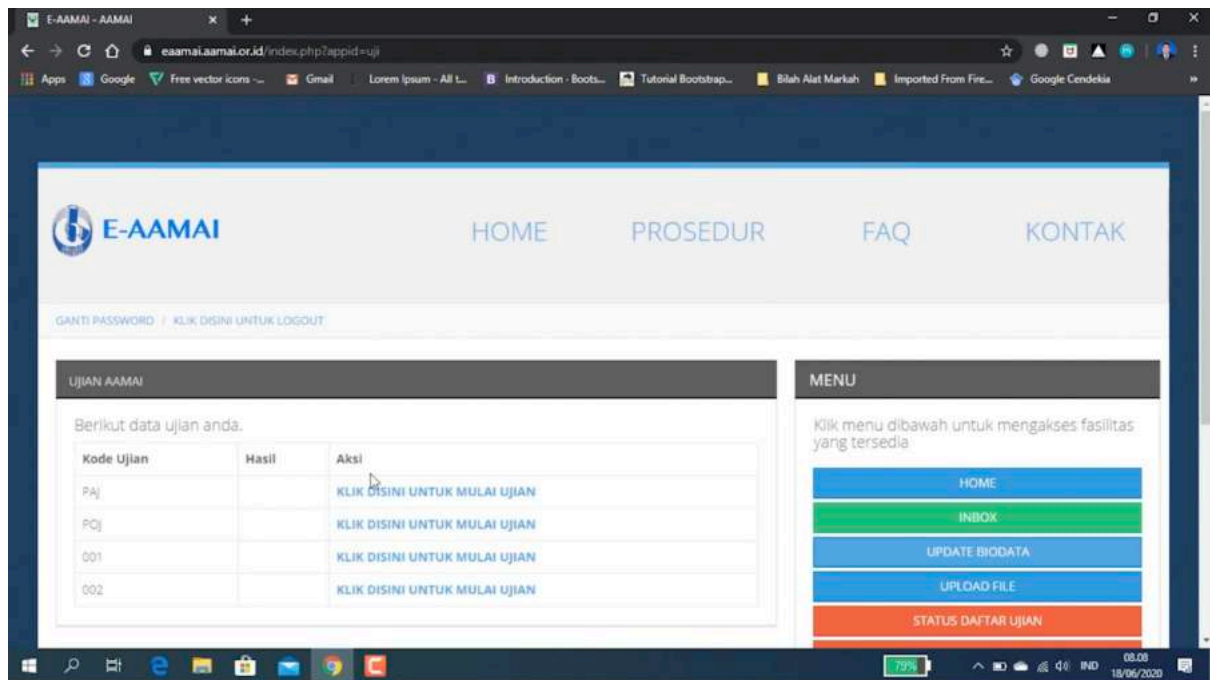 E-AAMAI - AAMAI
eaamai.aamai.or.id/index.php?appid=uji
Apps Google Free vector icons -... Gmail Lorem Ipsum - All t... Introduction - Boots... Tutorial Bootstrap... Bilah Alat Markah Imported From Fire... Google Cendekia
E-AAMAI
HOME PROSEDUR FAQ KONTAK
GANTI PASSWORD / KLIK DISINI UNTUK LOGOUT
UJIAN AAMAI
Berikut data ujian anda.
Kode Ujian Hasil Aksi
PAJ KLIK DISINI UNTUK MULAI UJIAN
POJ KLIK DISINI UNTUK MULAI UJIAN
001 KLIK DISINI UNTUK MULAI UJIAN
002 KLIK DISINI UNTUK MULAI UJIAN
MENU
Klik menu dibawah untuk mengakses fasilitas
yang tersedia
HOME
INBOX
UPDATE BIODATA
UPLOAD FILE
STATUS DAFTAR UJIAN
79%
IND
08.08
18/06/2020